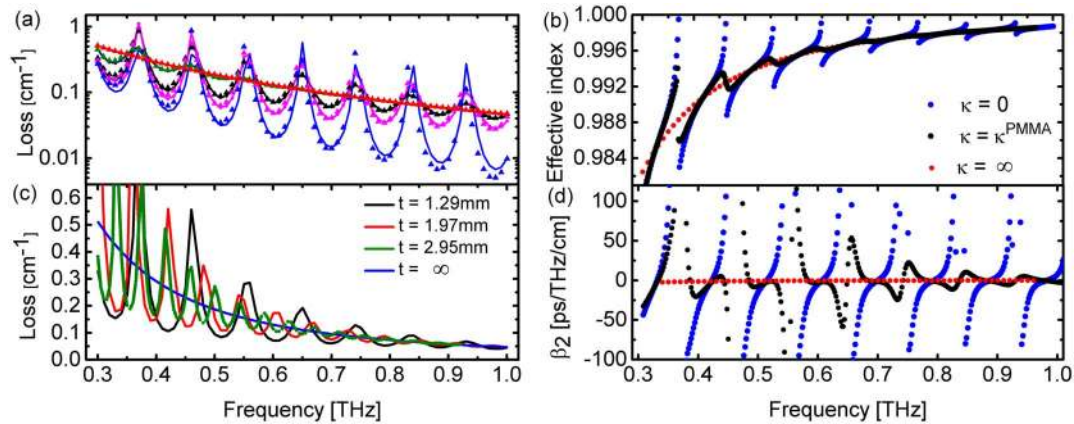 (a)
Loss [cm⁻¹]
1
0.1
0.01
(b)
Effective index
1.000
0.996
0.992
0.988
0.984
κ = 0
κ = κᴾᴹᴹᴬ
κ = ∞
(c)
Loss [cm⁻¹]
0.6
0.5
0.4
0.3
0.2
0.1
0.0
t = 1.29mm
t = 1.97mm
t = 2.95mm
t = ∞
0.3 0.4 0.5 0.6 0.7 0.8 0.9 1.0
Frequency [THz]
(d)
β2 [ps/THz/cm]
100
50
0
-50
-100
0.3 0.4 0.5 0.6 0.7 0.8 0.9 1.0
Frequency [THz]